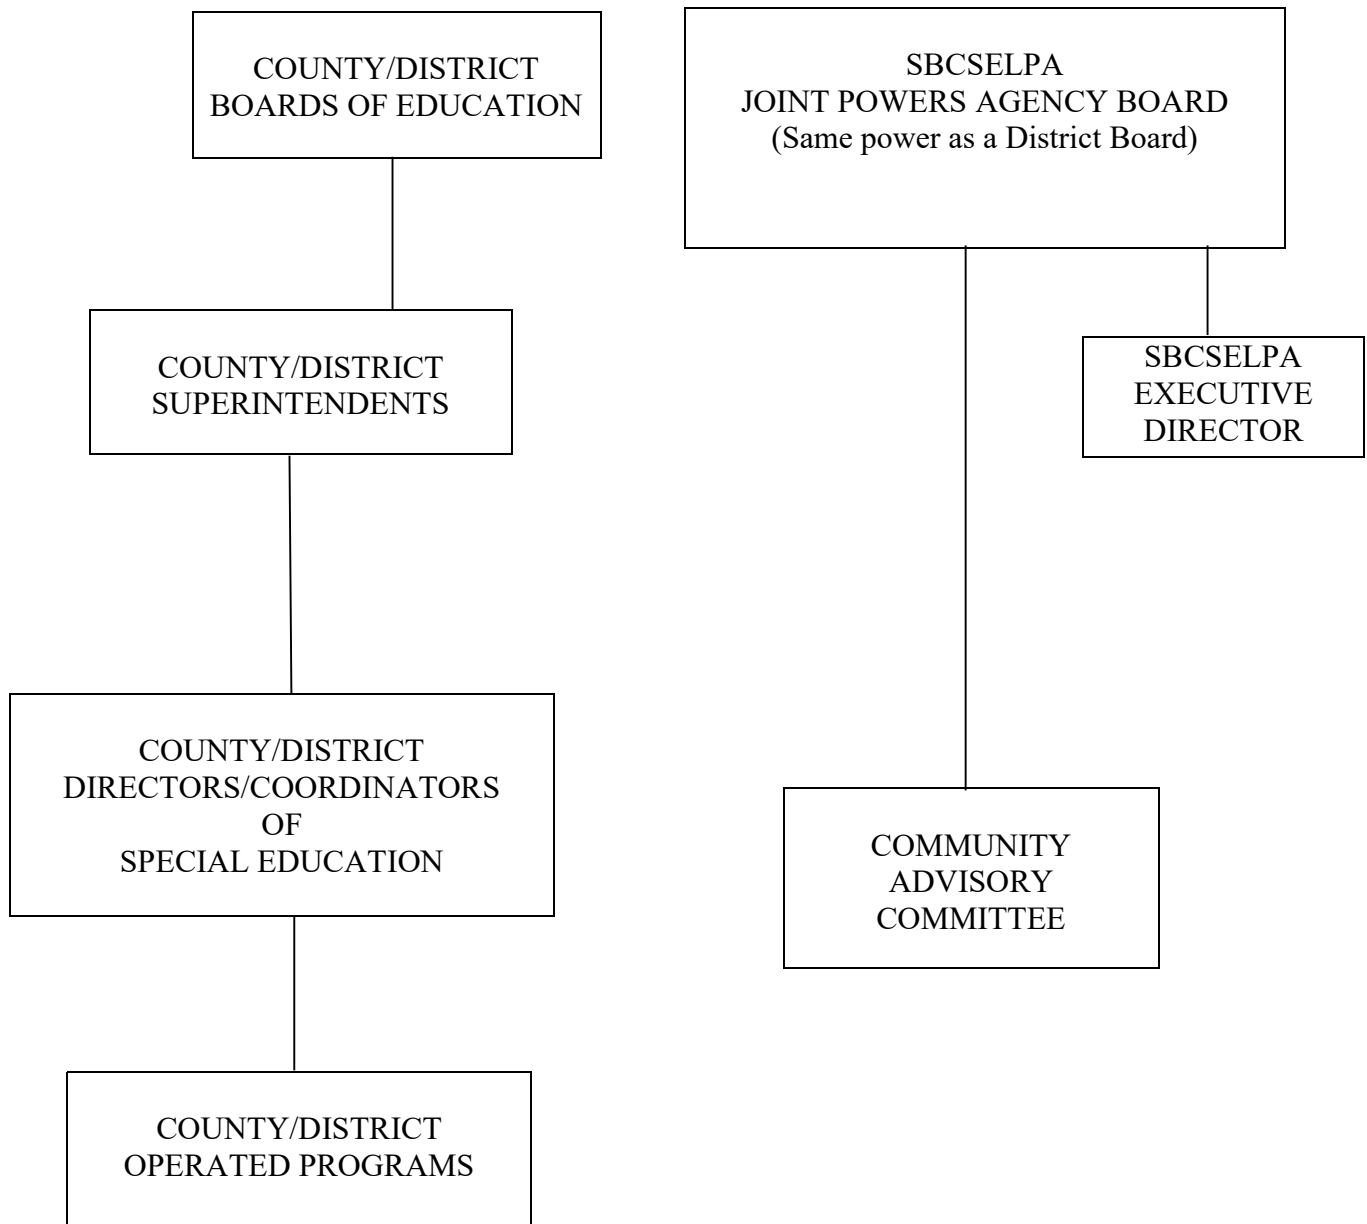 COUNTY/DISTRICT
BOARDS OF EDUCATION
SBCSELPA
JOINT POWERS AGENCY BOARD
(Same power as a District Board)
COUNTY/DISTRICT
SUPERINTENDENTS
SBCSELPA
EXECUTIVE
DIRECTOR
COUNTY/DISTRICT
DIRECTORS/COORDINATORS
OF
SPECIAL EDUCATION
COMMUNITY
ADVISORY
COMMITTEE
COUNTY/DISTRICT
OPERATED PROGRAMS